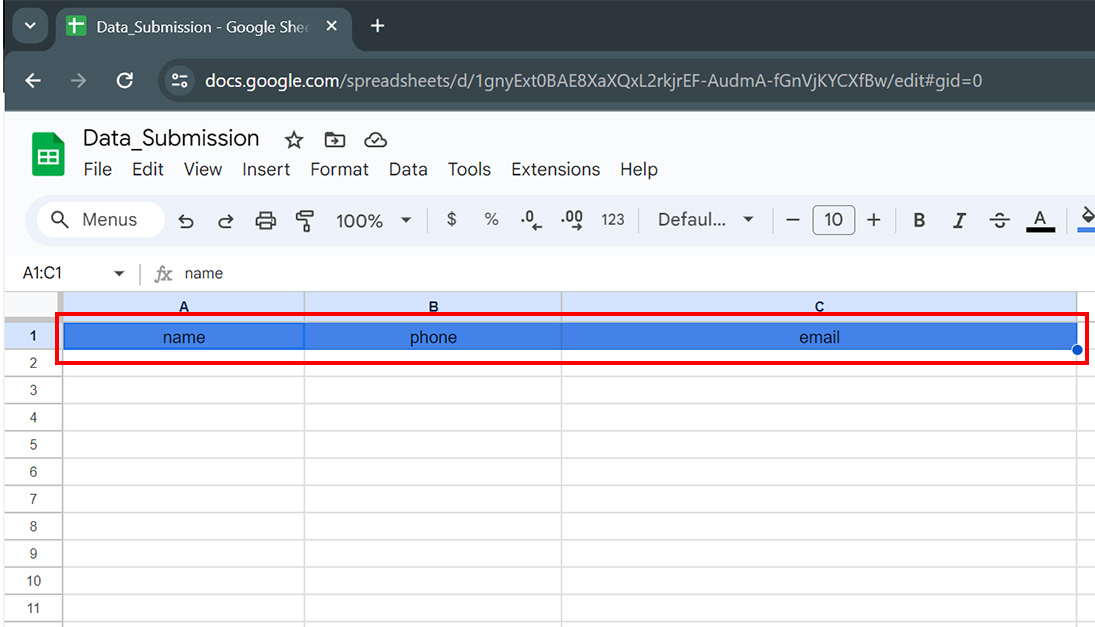 Data_Submission - Google Shee
docs.google.com/spreadsheets/d/1gnyExt0BAE8XaXQxL2rkjrEF-AudmA-fGnVjKYCXfBw/edit#gid=0
Data_Submission
File Edit View Insert Format Data Tools Extensions Help
Menus 100% $ % .0 .00 123 Defaul... 10 B I S A
A1:C1 fx name
A B C
1 name phone email
2
3
4
5
6
7
8
9
10
11